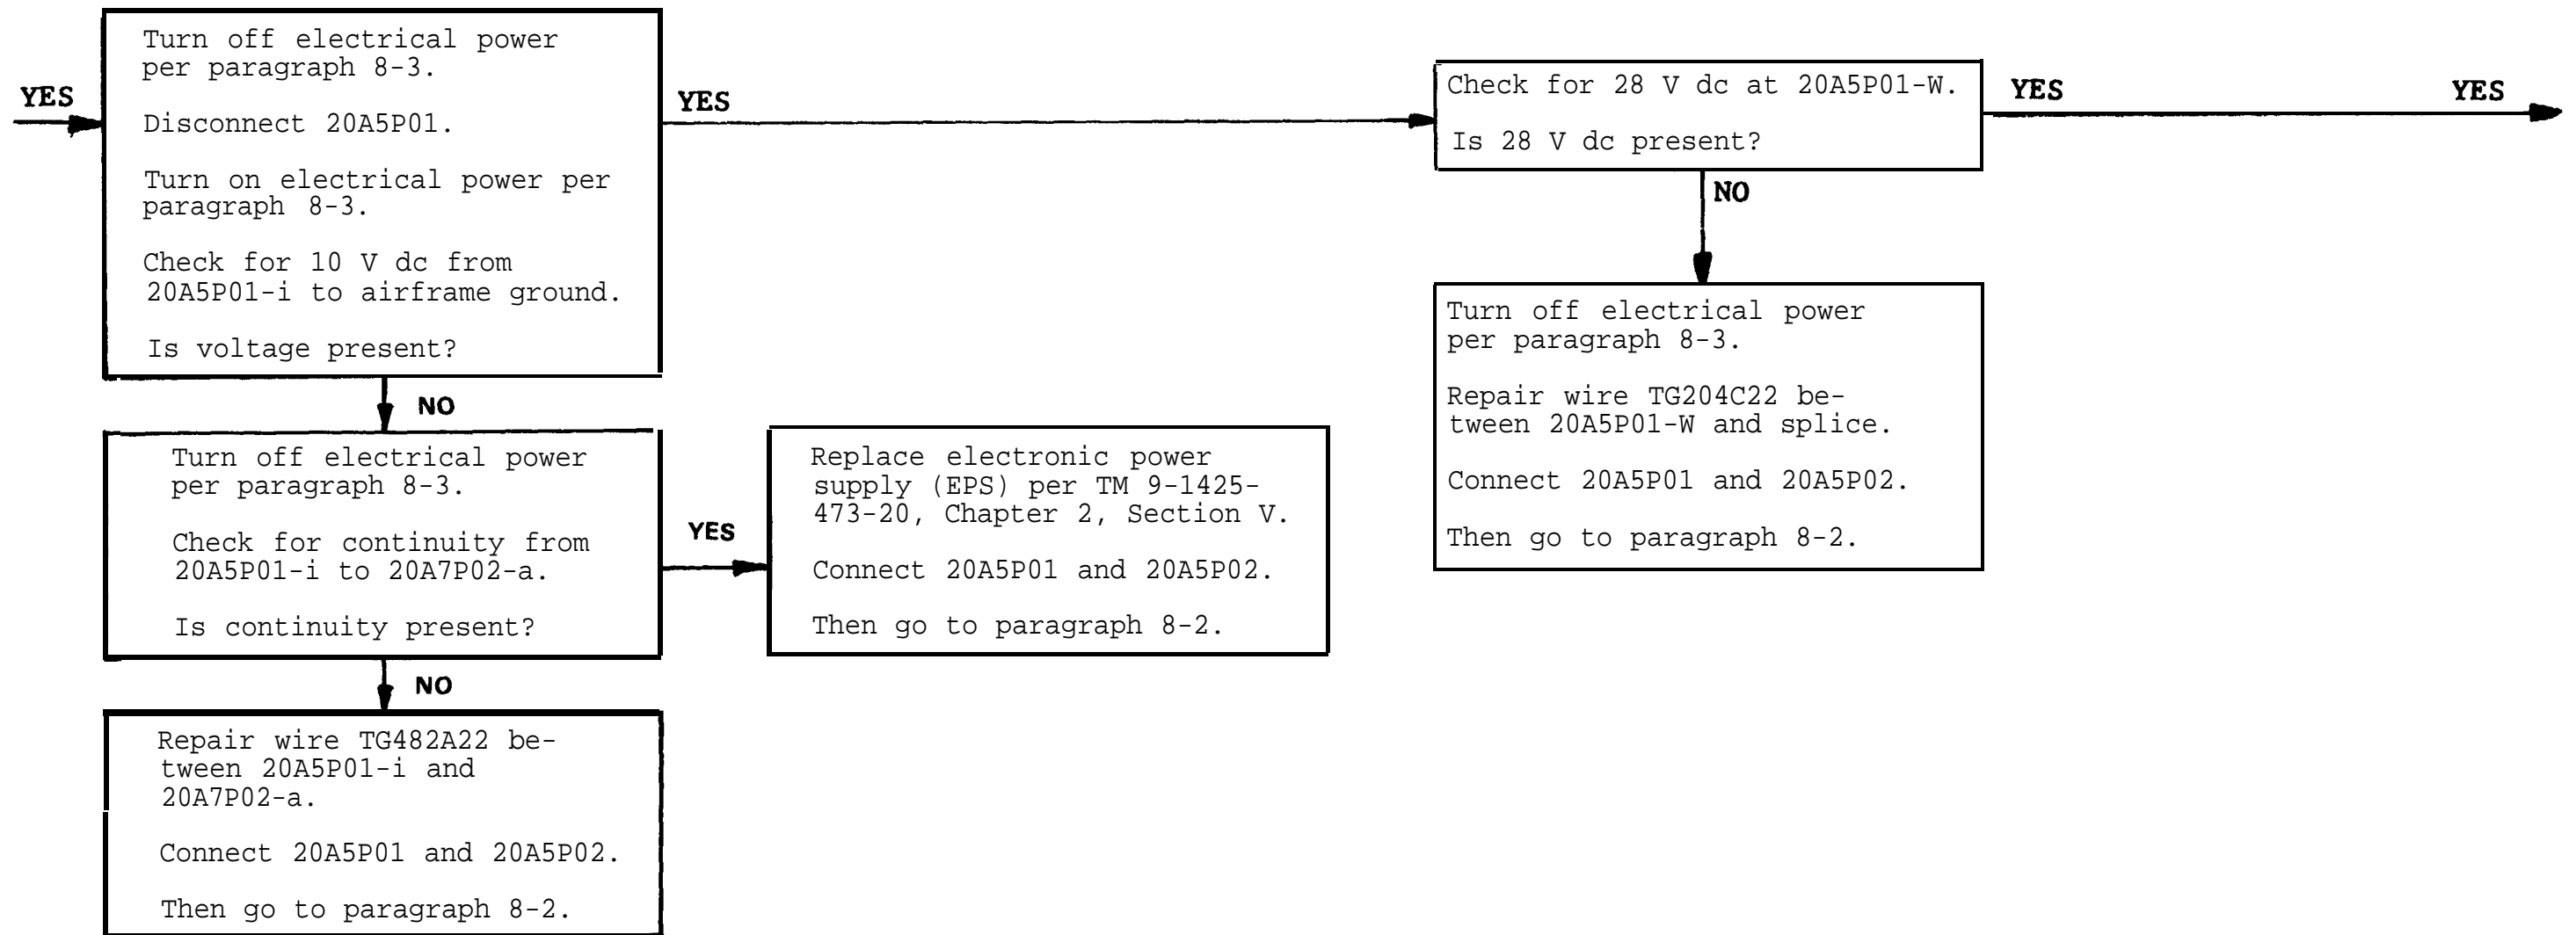 YES
Turn off electrical power
per paragraph 8-3.
Disconnect 20A5P01.
Turn on electrical power per
paragraph 8-3.
Check for 10 V dc from
20A5P01-i to airframe ground.
Is voltage present?
YES
Check for 28 V dc at 20A5P01-W.
Is 28 V dc present?
YES
YES
NO
Turn off electrical power
per paragraph 8-3.
Repair wire TG204C22 be-
tween 20A5P01-W and splice.
Connect 20A5P01 and 20A5P02.
Then go to paragraph 8-2.
NO
Turn off electrical power
per paragraph 8-3.
Check for continuity from
20A5P01-i to 20A7P02-a.
Is continuity present?
YES
Replace electronic power
supply (EPS) per TM 9-1425-
473-20, Chapter 2, Section V.
Connect 20A5P01 and 20A5P02.
Then go to paragraph 8-2.
NO
Repair wire TG482A22 be-
tween 20A5P01-i and
20A7P02-a.
Connect 20A5P01 and 20A5P02.
Then go to paragraph 8-2.